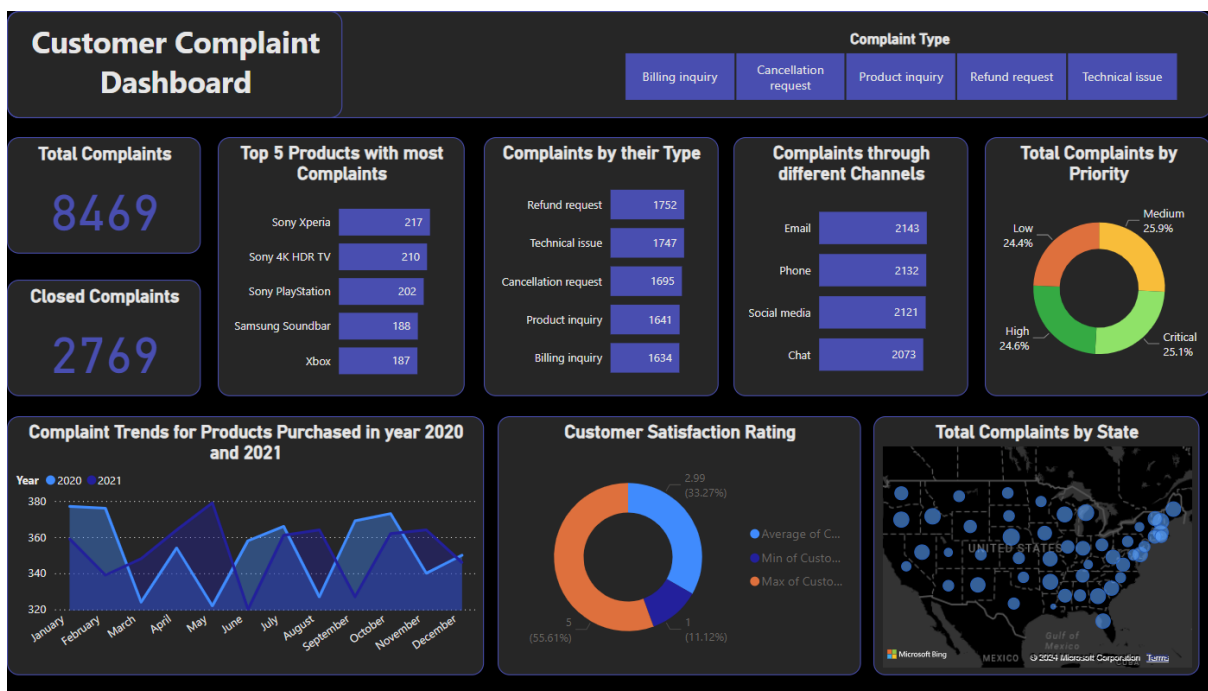 Customer Complaint
Dashboard
Complaint Type
Billing inquiry
Cancellation
request
Product inquiry
Refund request
Technical issue
Total Complaints
8469
Closed Complaints
2769
Top 5 Products with most
Complaints
Sony Xperia 217
Sony 4K HDR TV 210
Sony PlayStation 202
Samsung Soundbar 188
Xbox 187
Complaints by their Type
Refund request 1752
Technical issue 1747
Cancellation request 1695
Product inquiry 1641
Billing inquiry 1634
Complaints through
different Channels
Email 2143
Phone 2132
Social media 2121
Chat 2073
Total Complaints by
Priority
Medium
25.9%
Low
24.4%
High
24.6%
Critical
25.1%
Complaint Trends for Products Purchased in year 2020
and 2021
Year 2020 2021
380
360
340
320
January
February
March
April
May
June
July
August
September
October
November
December
Customer Satisfaction Rating
2.99
(33.27%)
5
(55.61%)
1
(11.12%)
Average of C...
Min of Custo...
Max of Custo...
Total Complaints by State
UNITED STATES
Gulf of
Mexico
MEXICO
Microsoft Bing
© 2024 Microsoft Corporation Terms